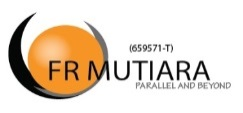 (659571-T)
FR MUTIARA
PARALLEL AND BEYOND